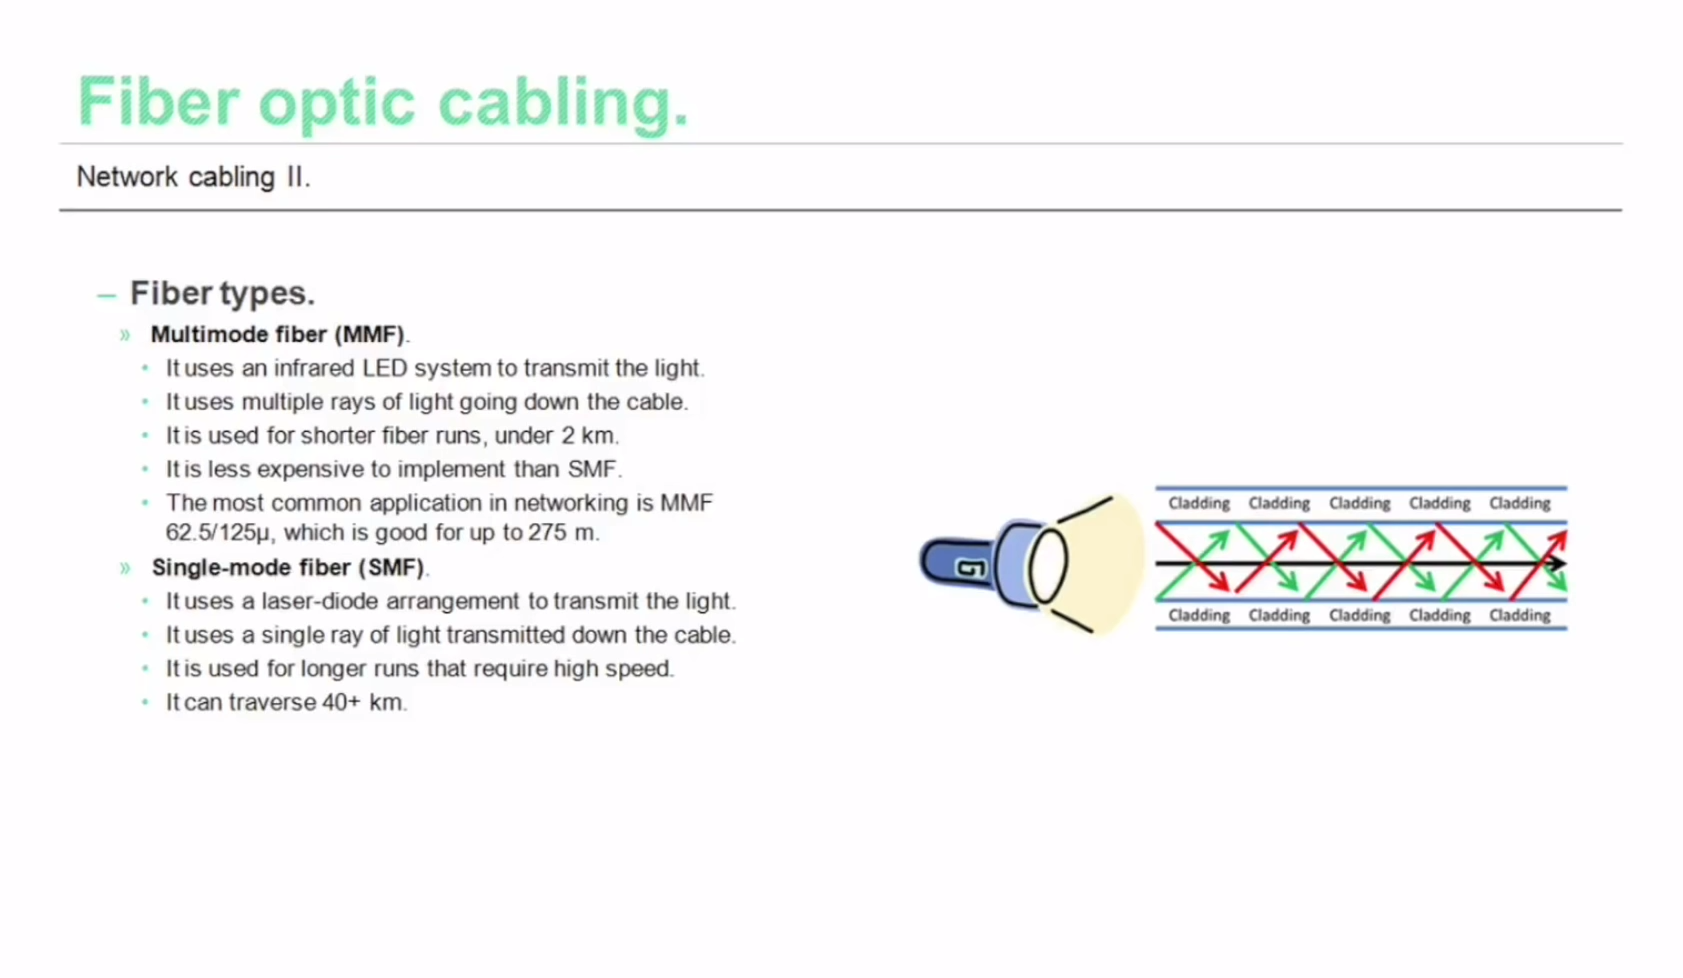 Fiber optic cabling.
Network cabling II.
– Fiber types.
» Multimode fiber (MMF).
• It uses an infrared LED system to transmit the light.
• It uses multiple rays of light going down the cable.
• It is used for shorter fiber runs, under 2 km.
• It is less expensive to implement than SMF.
• The most common application in networking is MMF
62.5/125µ, which is good for up to 275 m.
» Single-mode fiber (SMF).
• It uses a laser-diode arrangement to transmit the light.
• It uses a single ray of light transmitted down the cable.
• It is used for longer runs that require high speed.
• It can traverse 40+ km.
Cladding Cladding Cladding Cladding Cladding
Cladding Cladding Cladding Cladding Cladding